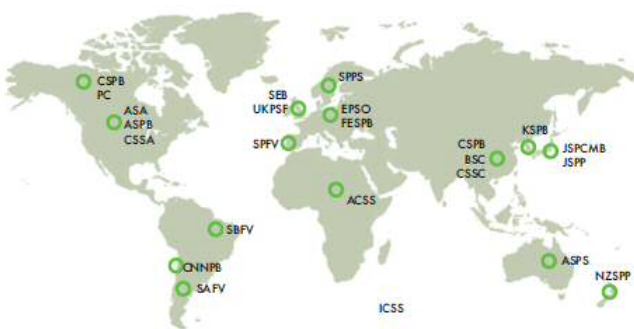 CSPB
PC
ASA
ASPB
CSSA
SPPS
SEB
UKPSF
EPSO
FESPB
SPFV
CSPB
BSC
CSSC
KSPB
JSPCMB
JSPP
ACSS
SBFV
CNNPB
SAFV
ASPS
NZSPP
ICSS